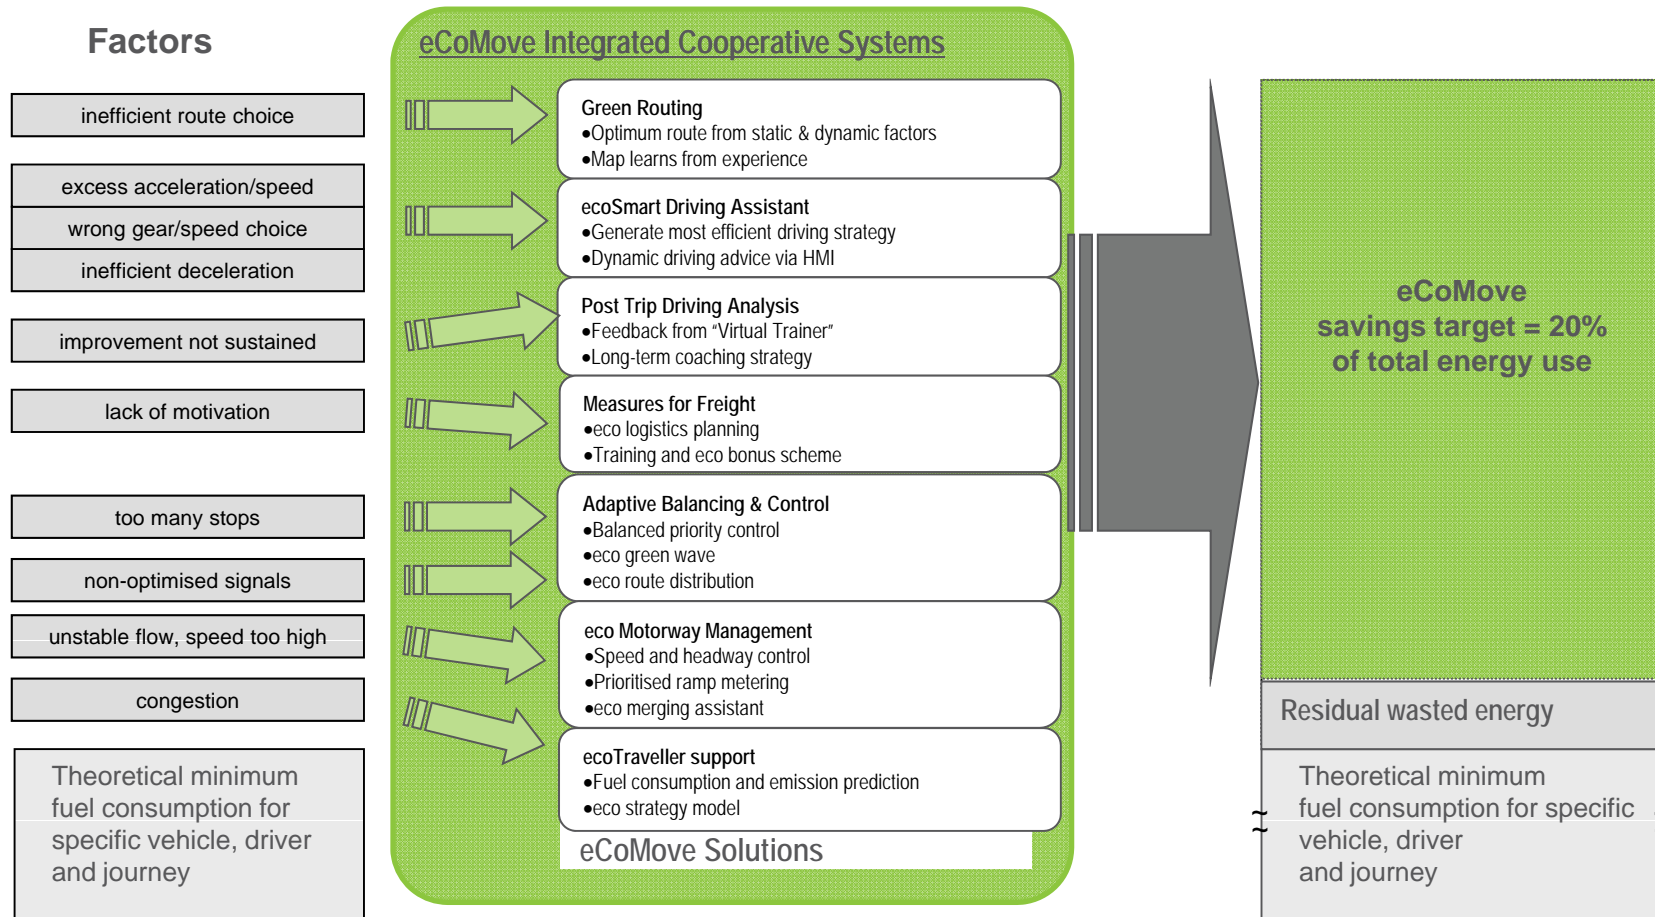 Factors
inefficient route choice
excess acceleration/speed
wrong gear/speed choice
inefficient deceleration
improvement not sustained
lack of motivation
too many stops
non-optimised signals
unstable flow, speed too high
congestion
Theoretical minimum
fuel consumption for
specific vehicle, driver
and journey
eCoMove Integrated Cooperative Systems
Green Routing
•Optimum route from static & dynamic factors
•Map learns from experience
ecoSmart Driving Assistant
•Generate most efficient driving strategy
•Dynamic driving advice via HMI
Post Trip Driving Analysis
•Feedback from “Virtual Trainer”
•Long-term coaching strategy
Measures for Freight
•eco logistics planning
•Training and eco bonus scheme
Adaptive Balancing & Control
•Balanced priority control
•eco green wave
•eco route distribution
eco Motorway Management
•Speed and headway control
•Prioritised ramp metering
•eco merging assistant
ecoTraveller support
•Fuel consumption and emission prediction
•eco strategy model
eCoMove Solutions
eCoMove
savings target = 20%
of total energy use
Residual wasted energy
Theoretical minimum
fuel consumption for specific
vehicle, driver
and journey